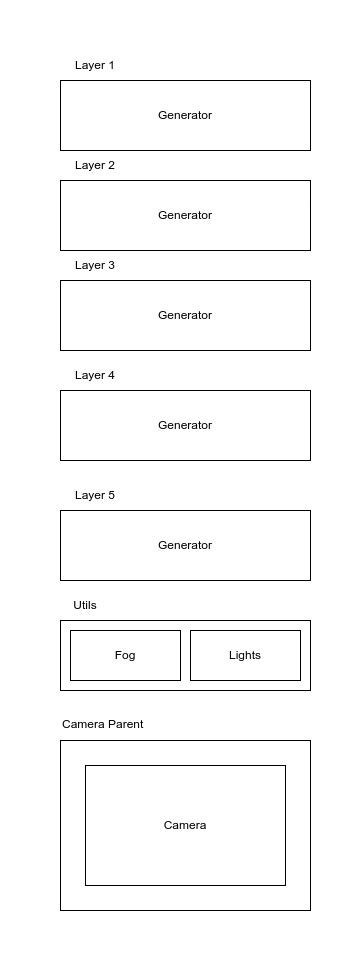 Layer 1
Generator
Layer 2
Generator
Layer 3
Generator
Layer 4
Generator
Layer 5
Generator
Utils
Fog
Lights
Camera Parent
Camera